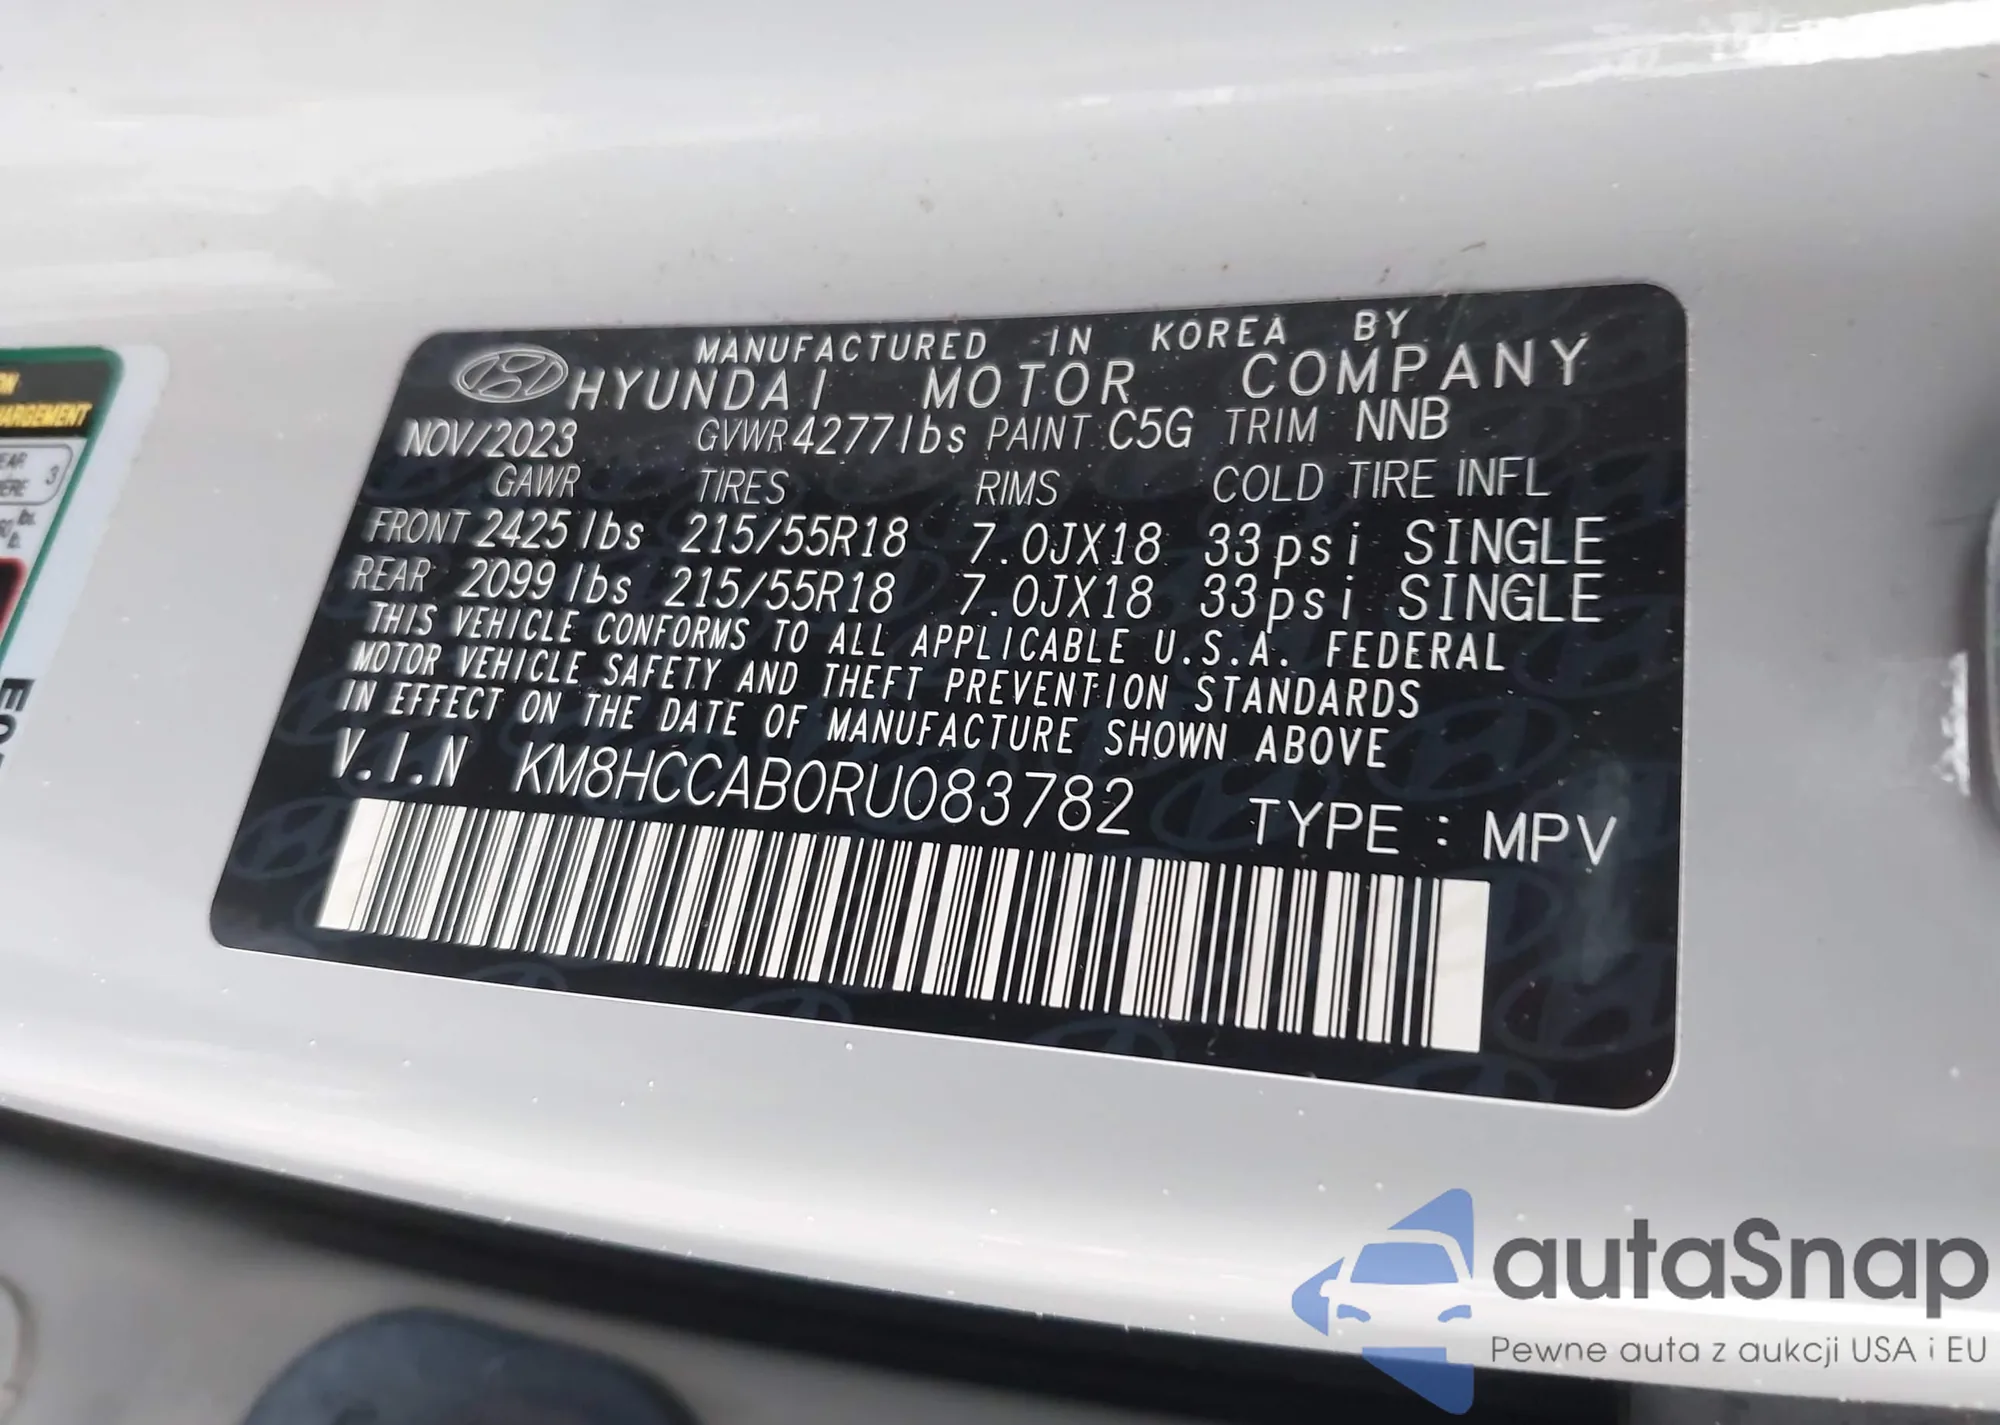 MANUFACTURED IN KOREA BY
HYUNDAI MOTOR COMPANY
NOV/2023 GVWR 4277lbs PAINT C5G TRIM NNB
GAWR TIRES RIMS COLD TIRE INFL
FRONT 2425lbs 215/55R18 7.0JX18 33psi SINGLE
REAR 2099lbs 215/55R18 7.0JX18 33psi SINGLE
THIS VEHICLE CONFORMS TO ALL APPLICABLE U.S.A. FEDERAL
MOTOR VEHICLE SAFETY AND THEFT PREVENTION STANDARDS
IN EFFECT ON THE DATE OF MANUFACTURE SHOWN ABOVE
V.I.N KM8HCCAB0RU083782 TYPE : MPV
ARGEMENT
3
autaSnap
Pewne auta z aukcji USA i EU